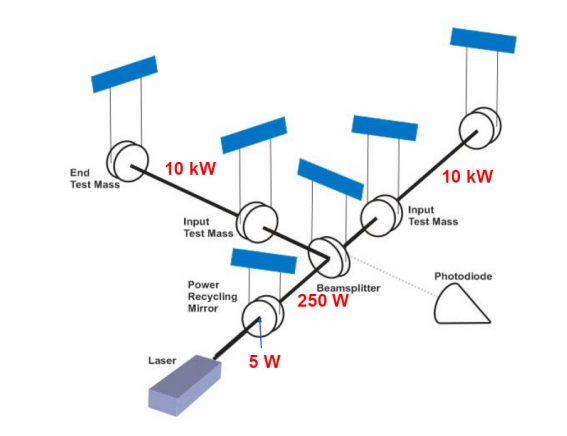 End
Test Mass
10 kW
10 kW
Input
Test Mass
Input
Test Mass
Power
Recycling
Mirror
250 W
Beamsplitter
Photodiode
Laser
5 W